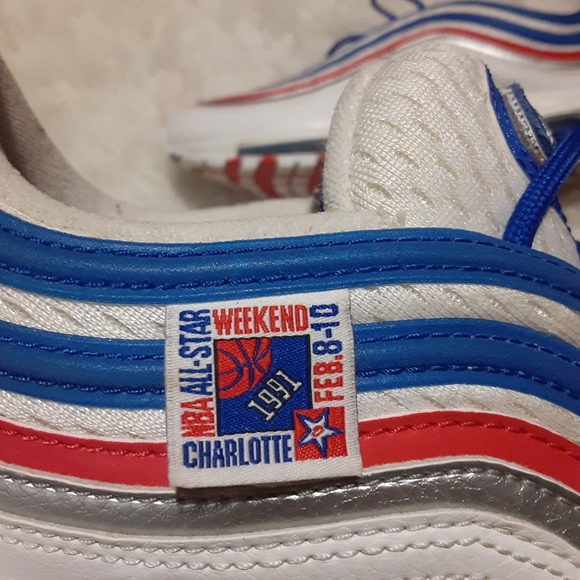 NBA ALL-STAR
WEEKEND
FEB. 8-10
1991
CHARLOTTE